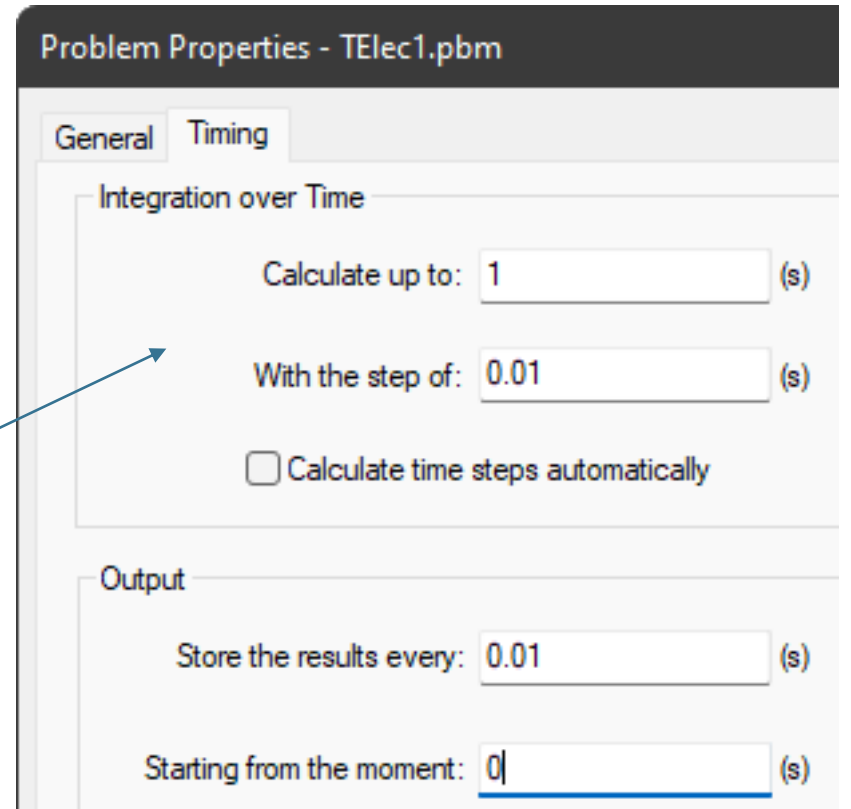 Problem Properties - TElec1.pbm
General Timing
Integration over Time
Calculate up to: 1 (s)
With the step of: 0.01 (s)
Calculate time steps automatically
Output
Store the results every: 0.01 (s)
Starting from the moment: 0 (s)